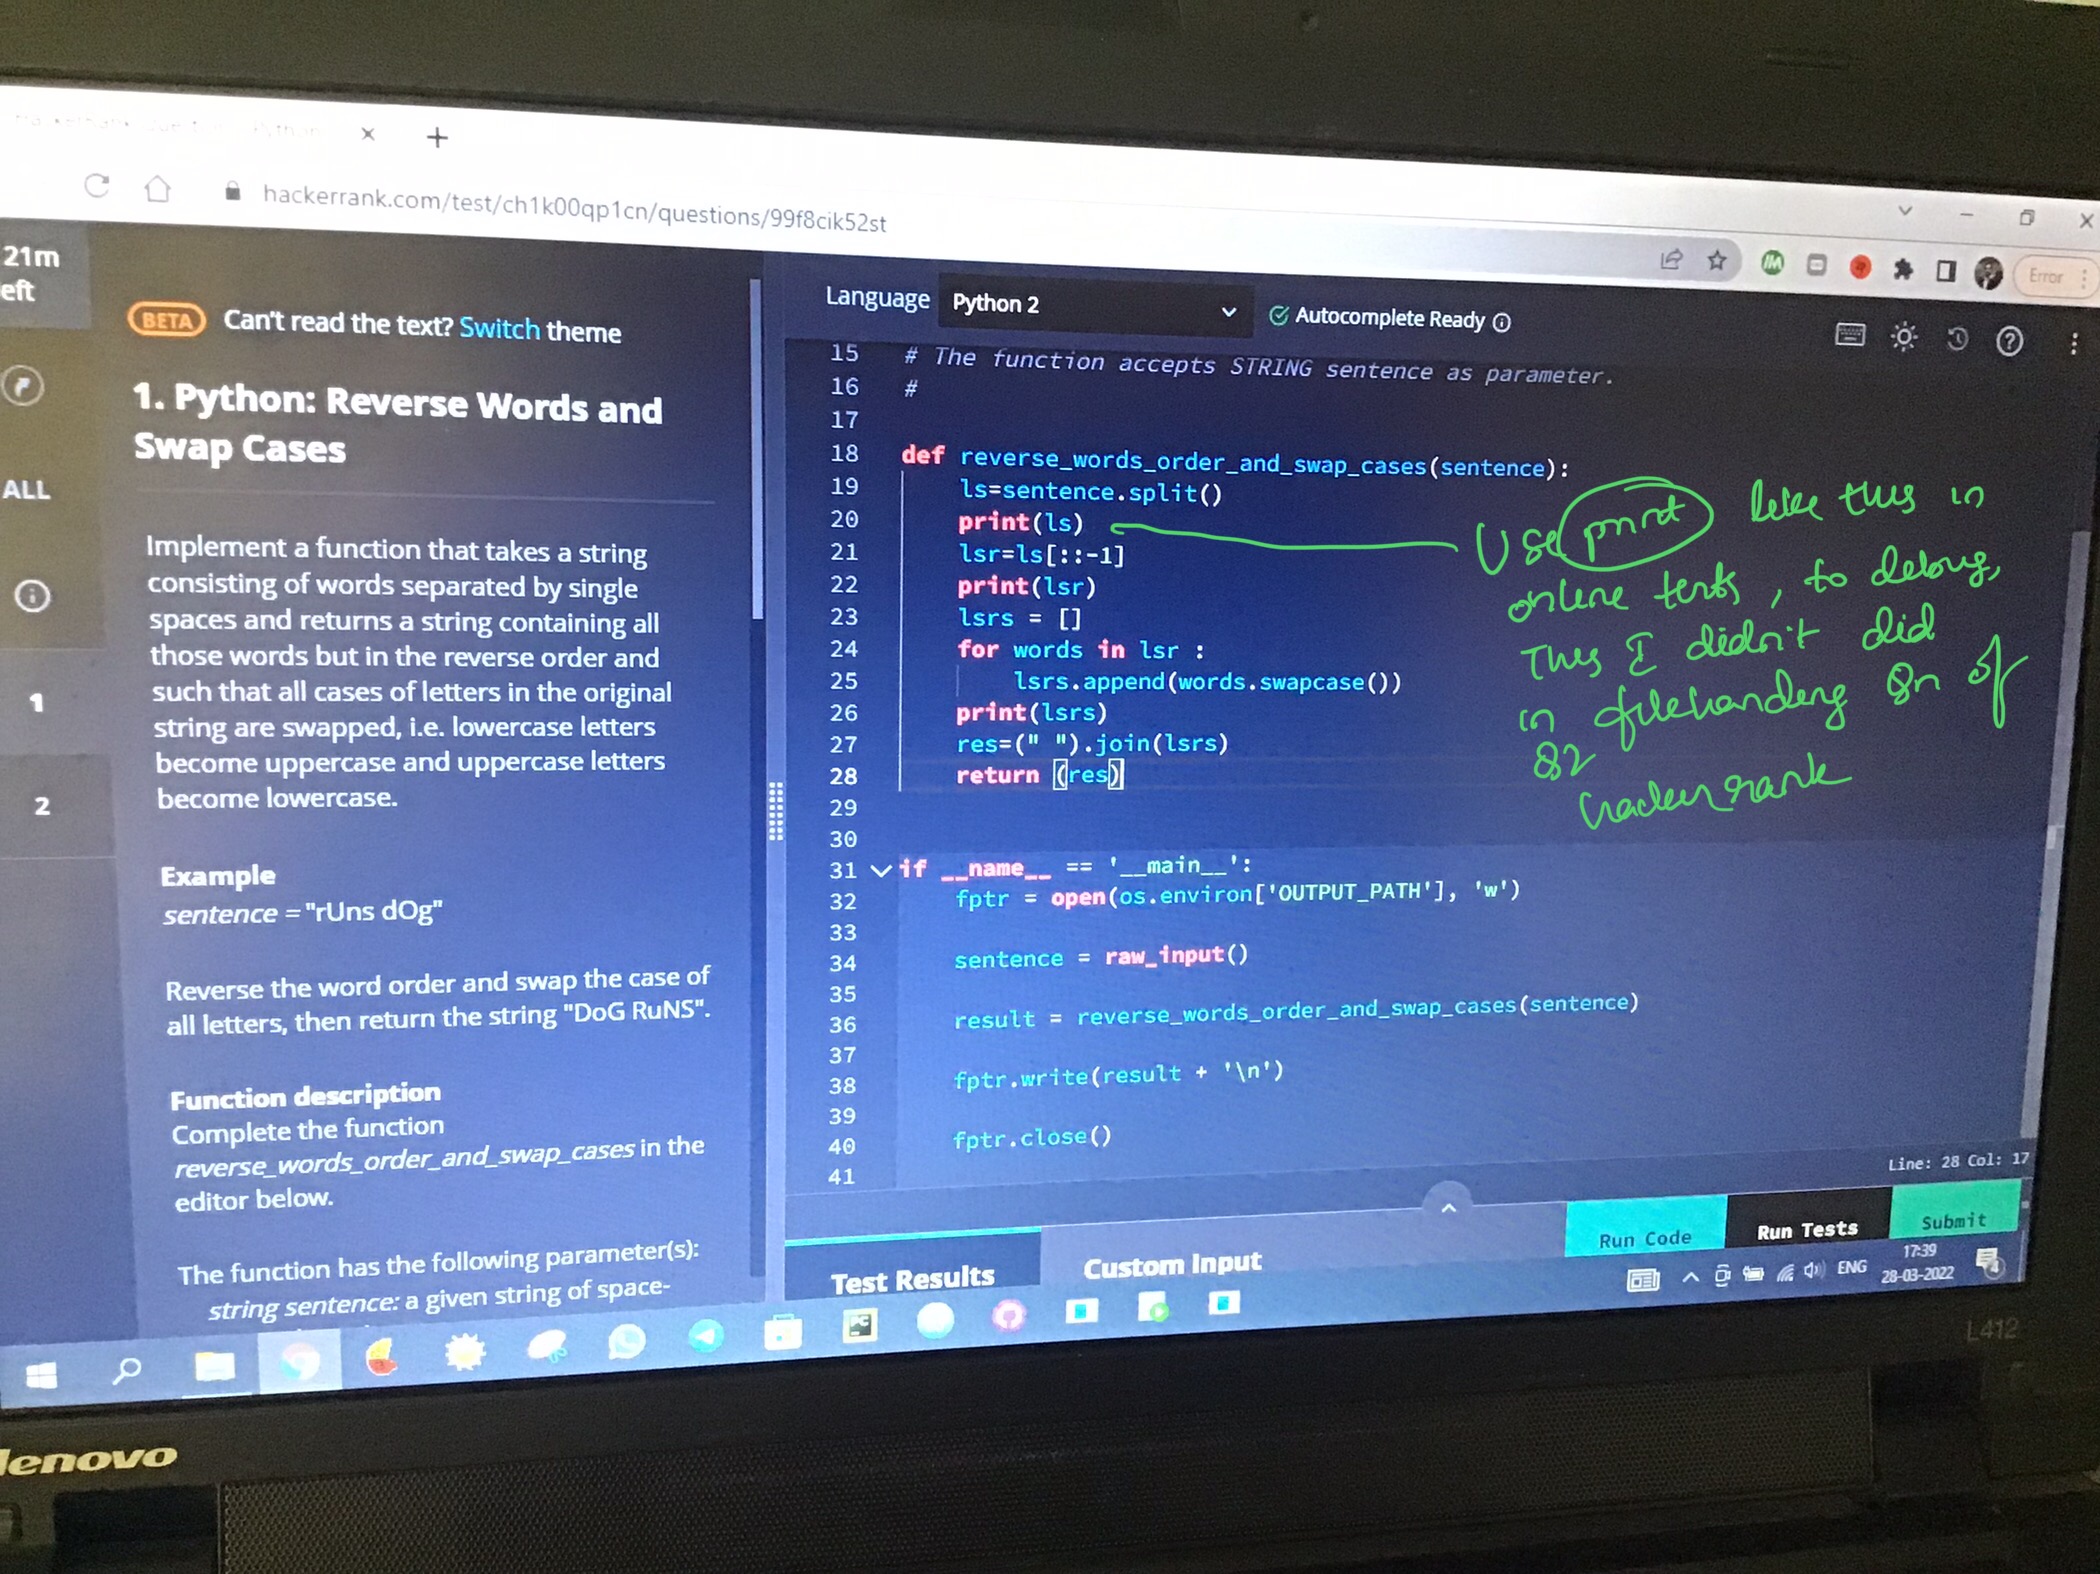 hackerrank.com/test/ch1k00qp1cn/questions/99f8cik52st
Error
21m
eft
ALL
1
2
BETA Can't read the text? Switch theme
1. Python: Reverse Words and
Swap Cases
Implement a function that takes a string
consisting of words separated by single
spaces and returns a string containing all
those words but in the reverse order and
such that all cases of letters in the original
string are swapped, i.e. lowercase letters
become uppercase and uppercase letters
become lowercase.
Example
sentence = "rUns dOg"
Reverse the word order and swap the case of
all letters, then return the string "DoG RuNS".
Function description
Complete the function
reverse_words_order_and_swap_cases in the
editor below.
The function has the following parameter(s):
string sentence: a given string of space-
Language Python 2 Autocomplete Ready
15 # The function accepts STRING sentence as parameter.
16 #
17
18 def reverse_words_order_and_swap_cases(sentence):
19 ls=sentence.split()
20 print(ls)
21 lsr=ls[::-1]
22 print(lsr)
23 lsrs = []
24 for words in lsr :
25 lsrs.append(words.swapcase())
26 print(lsrs)
27 res=(" ").join(lsrs)
28 return (res)
29
30
31 if __name__ == '__main__':
32 fptr = open(os.environ['OUTPUT_PATH'], 'w')
33
34 sentence = raw_input()
35
36 result = reverse_words_order_and_swap_cases(sentence)
37
38 fptr.write(result + '\n')
39
40 fptr.close()
41
Use print like this in
online tests, to debug,
This I didn't did
in filehandeng Qn of
Q2
hackerrank
Line: 28 Col: 17
Test Results Custom Input Run Code Run Tests Submit
ENG 17:39
28-03-2022
4
PC
L412
lenovo